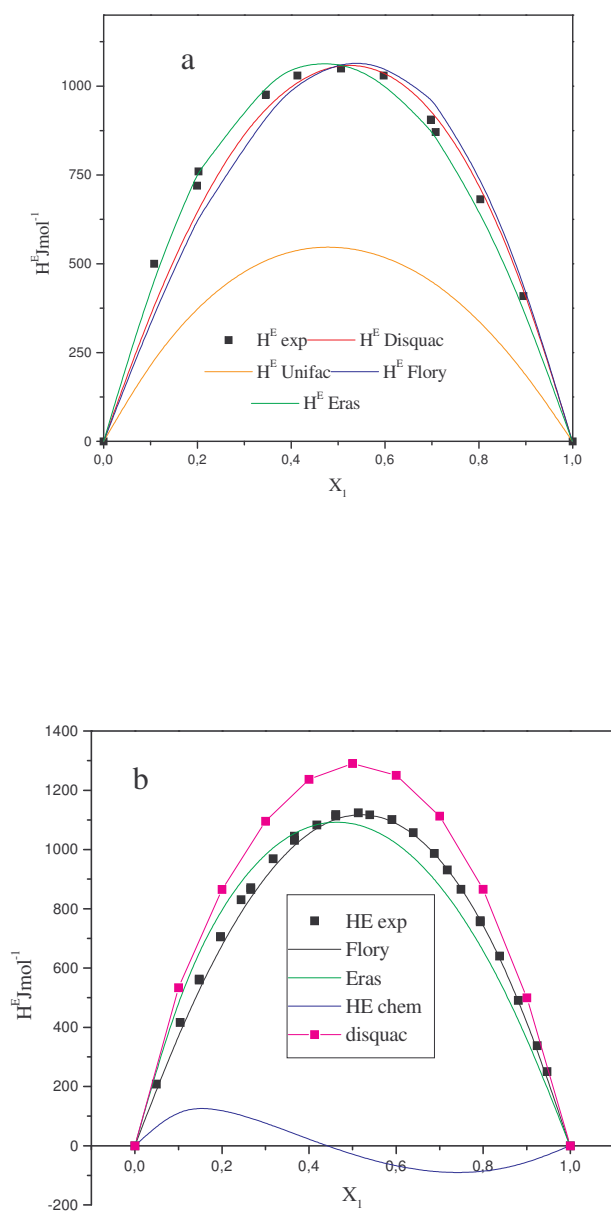 a
1000
750
500
250
0
H^E Jmol^-1
H^E exp H^E Disquac
H^E Unifac H^E Flory
H^E Eras
0,0 0,2 0,4 0,6 0,8 1,0
X_1
b
1400
1200
1000
800
600
400
200
0
-200
H^E Jmol^-1
HE exp
Flory
Eras
HE chem
disquac
0,0 0,2 0,4 0,6 0,8 1,0
X_1